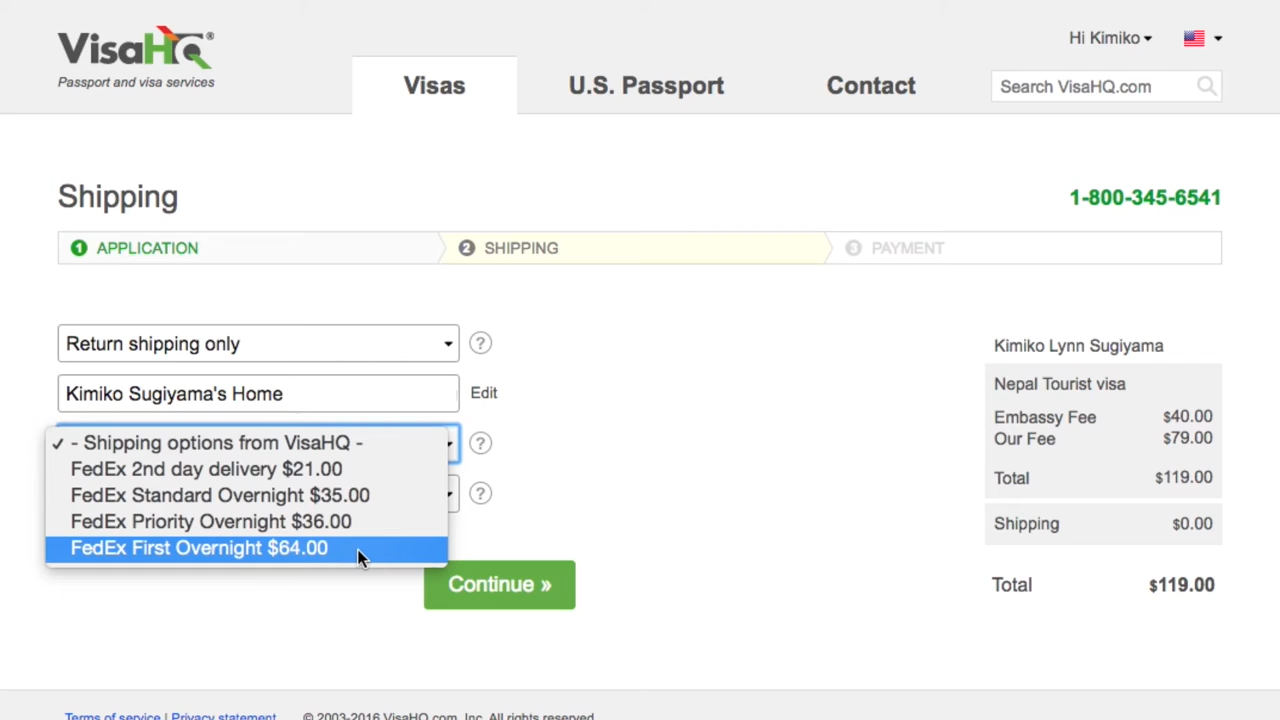 VisaHQ®
Passport and visa services
Hi Kimiko
Visas
U.S. Passport
Contact
Search VisaHQ.com
Shipping
1-800-345-6541
1 APPLICATION
2 SHIPPING
3 PAYMENT
Return shipping only
?
Kimiko Sugiyama's Home
Edit
✓ - Shipping options from VisaHQ -
?
FedEx 2nd day delivery $21.00
FedEx Standard Overnight $35.00
?
FedEx Priority Overnight $36.00
FedEx First Overnight $64.00
Continue »
Kimiko Lynn Sugiyama
Nepal Tourist visa
Embassy Fee $40.00
Our Fee $79.00
Total $119.00
Shipping $0.00
Total $119.00
Terms of service | Privacy statement © 2003-2016 VisaHQ.com, Inc. All rights reserved.